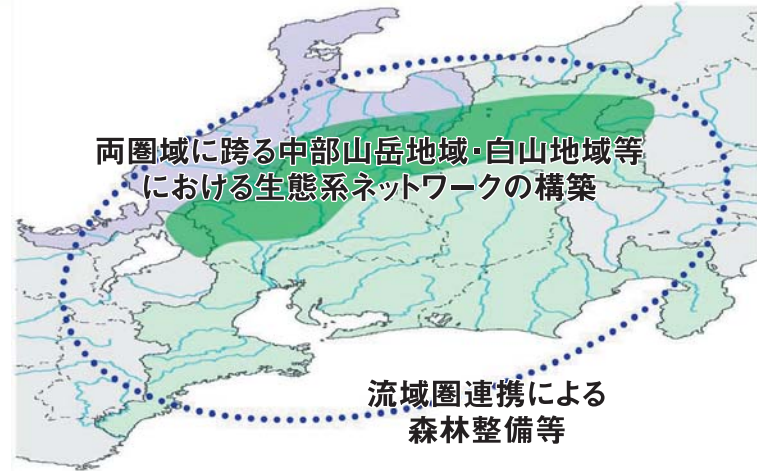 両圏域に跨る中部山岳地域・白山地域等
における生態系ネットワークの構築
流域圏連携による
森林整備等